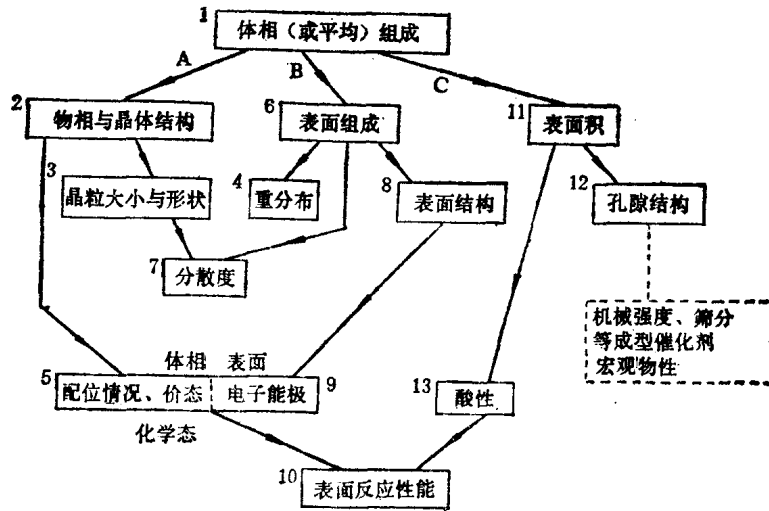 1 体相（或平均）组成
A
B
C
2 物相与晶体结构
6 表面组成
11 表面积
3 晶粒大小与形状
4 重分布
8 表面结构
12 孔隙结构
7 分散度
机械强度、筛分
等成型催化剂
宏观物性
体相 表面
5 配位情况、价态 电子能极 9
13 酸性
化学态
10 表面反应性能